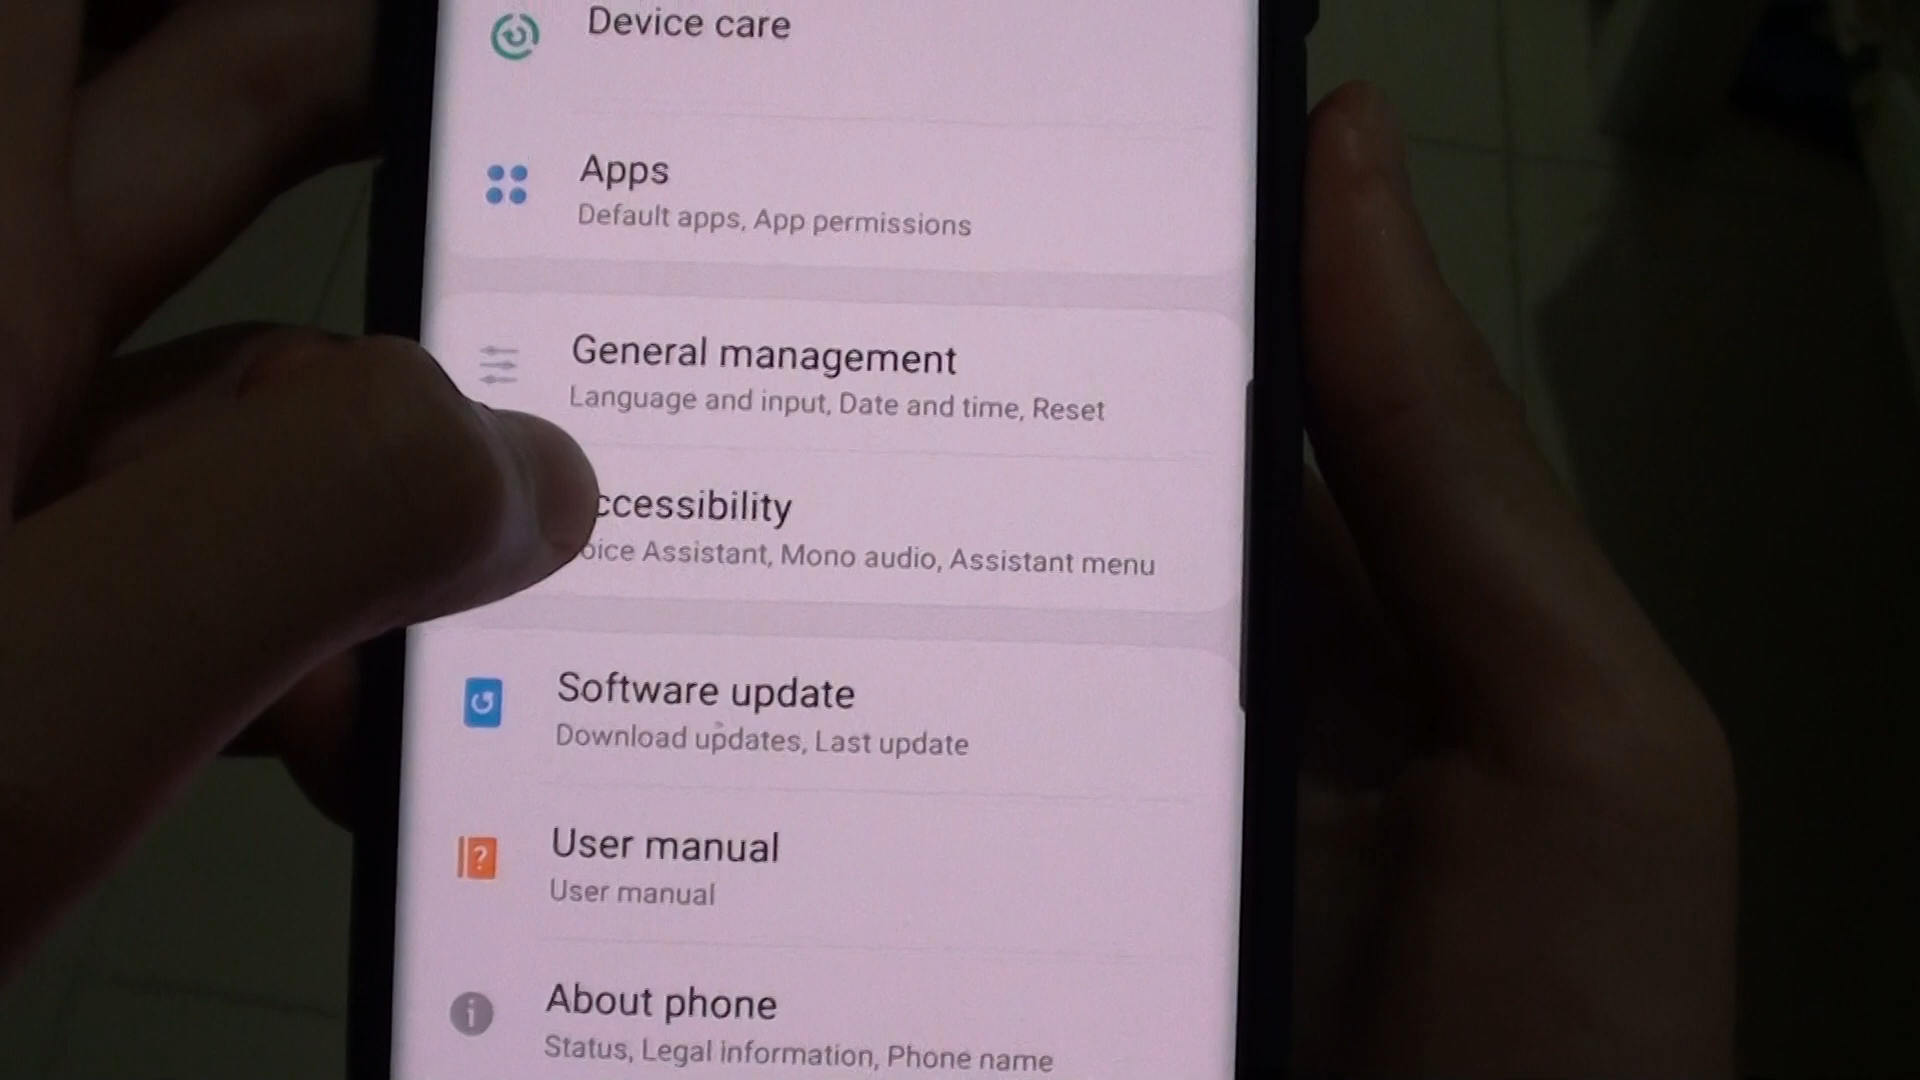 Device care
Apps
Default apps, App permissions
General management
Language and input, Date and time, Reset
ccessibility
oice Assistant, Mono audio, Assistant menu
Software update
Download updates, Last update
?
User manual
User manual
i
About phone
Status, Legal information, Phone name